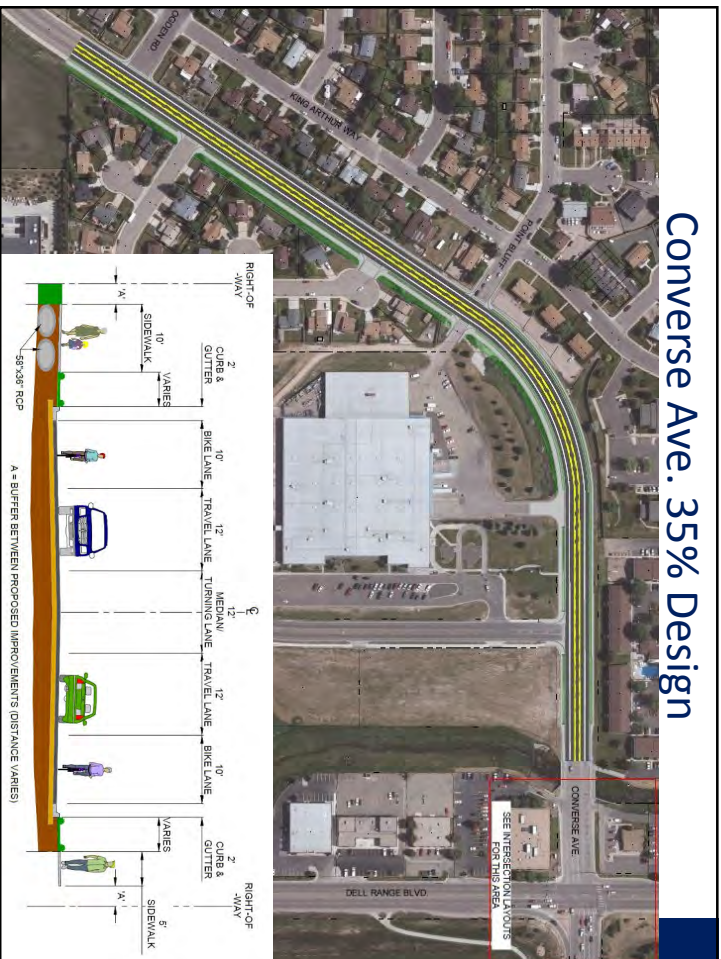 Converse Ave. 35% Design
OGDEN RD
KING ARTHUR WAY
POINT BLUFF
CONVERSE AVE.
SEE INTERSECTION LAYOUTS
FOR THIS AREA
DELL RANGE BLVD.
RIGHT-OF
-WAY
'A'
10'
SIDEWALK
2'
CURB &
GUTTER
VARIES
10'
BIKE LANE
12'
TRAVEL LANE
℄
12'
MEDIAN/
TURNING LANE
12'
TRAVEL LANE
10'
BIKE LANE
2'
CURB &
GUTTER
VARIES
5'
SIDEWALK
'A'
RIGHT-OF
-WAY
58"x36" RCP
A = BUFFER BETWEEN PROPOSED IMPROVEMENTS (DISTANCE VARIES)